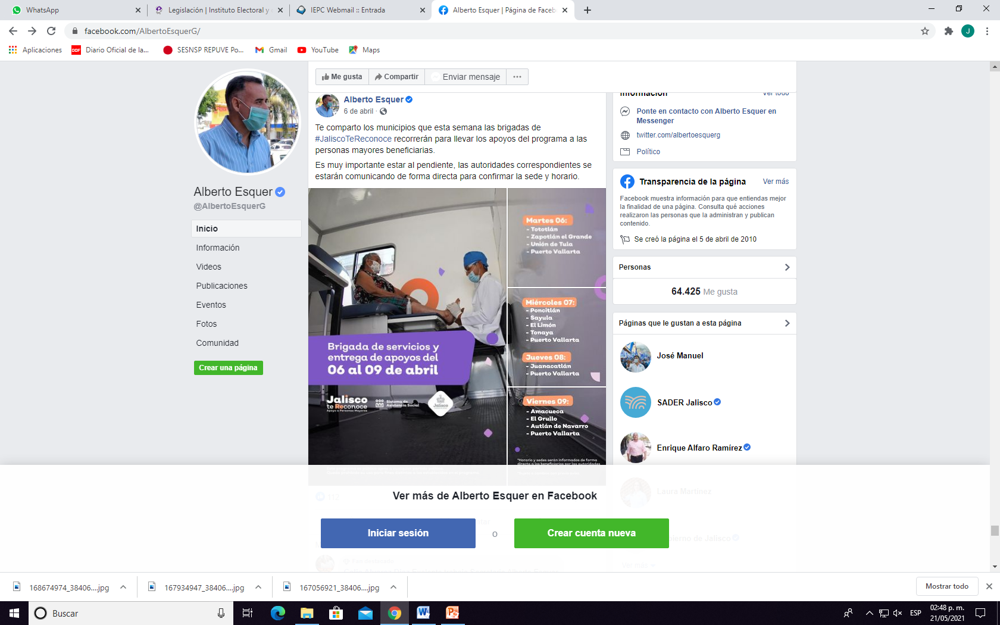 WhatsApp
Legislación | Instituto Electoral y
IEPC Webmail :: Entrada
Alberto Esquer | Página de Faceb
facebook.com/AlbertoEsquerG/
J
Aplicaciones
DOF
Diario Oficial de la...
SESNSP REPUVE Po...
Gmail
YouTube
Maps
Me gusta
Compartir
Enviar mensaje
Alberto Esquer
@AlbertoEsquerG
Inicio
Información
Videos
Publicaciones
Eventos
Fotos
Comunidad
Crear una página
Alberto Esquer
6 de abril ·
Te comparto los municipios que esta semana las brigadas de
#JaliscoTeReconoce recorrerán para llevar los apoyos del programa a las
personas mayores beneficiarias.
Es muy importante estar al pendiente, las autoridades correspondientes se
estarán comunicando de forma directa para confirmar la sede y horario.
Brigada de servicios y
entrega de apoyos del
06 al 09 de abril
Jalisco
te Reconoce
Apoyo a Personas Mayores
Sistema de
Asistencia Social
Jalisco
Martes 06:
- Tototlán
- Zapotlán el Grande
- Unión de Tula
- Puerto Vallarta
Miércoles 07:
- Poncitlán
- Sayula
- El Limón
- Tonaya
- Puerto Vallarta
Jueves 08:
- Juanacatlán
- Puerto Vallarta
Viernes 09:
- Amacueca
- El Grullo
- Autlán de Navarro
- Puerto Vallarta
*Horario y sedes serán informados de forma
directa a los beneficiarios por las autoridades
112
Información
Ver todo
Ponte en contacto con Alberto Esquer en
Messenger
twitter.com/albertoesquerg
Político
Transparencia de la página
Ver más
Facebook muestra información para que entiendas mejor
la finalidad de una página. Consulta qué acciones
realizaron las personas que la administran y publican
contenido.
Se creó la página el 5 de abril de 2010
Personas
64.425 Me gusta
Páginas que le gustan a esta página
José Manuel
SADER Jalisco
Enrique Alfaro Ramírez
Laura Martinez
ierno de Jalisco
Ver más
Ver más de Alberto Esquer en Facebook
Iniciar sesión
o
Crear cuenta nueva
168674974_38406....jpg
167934947_38406....jpg
167056921_38406....jpg
Mostrar todo
Buscar
ESP
02:48 p. m.
21/05/2021